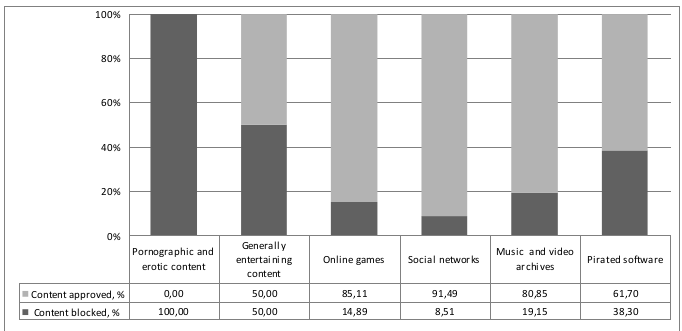 100%
80%
60%
40%
20%
0%
Pornographic and
erotic content
Generally
entertaining
content
Online games
Social networks
Music and video
archives
Pirated software
Content approved, %
0,00
50,00
85,11
91,49
80,85
61,70
Content blocked, %
100,00
50,00
14,89
8,51
19,15
38,30